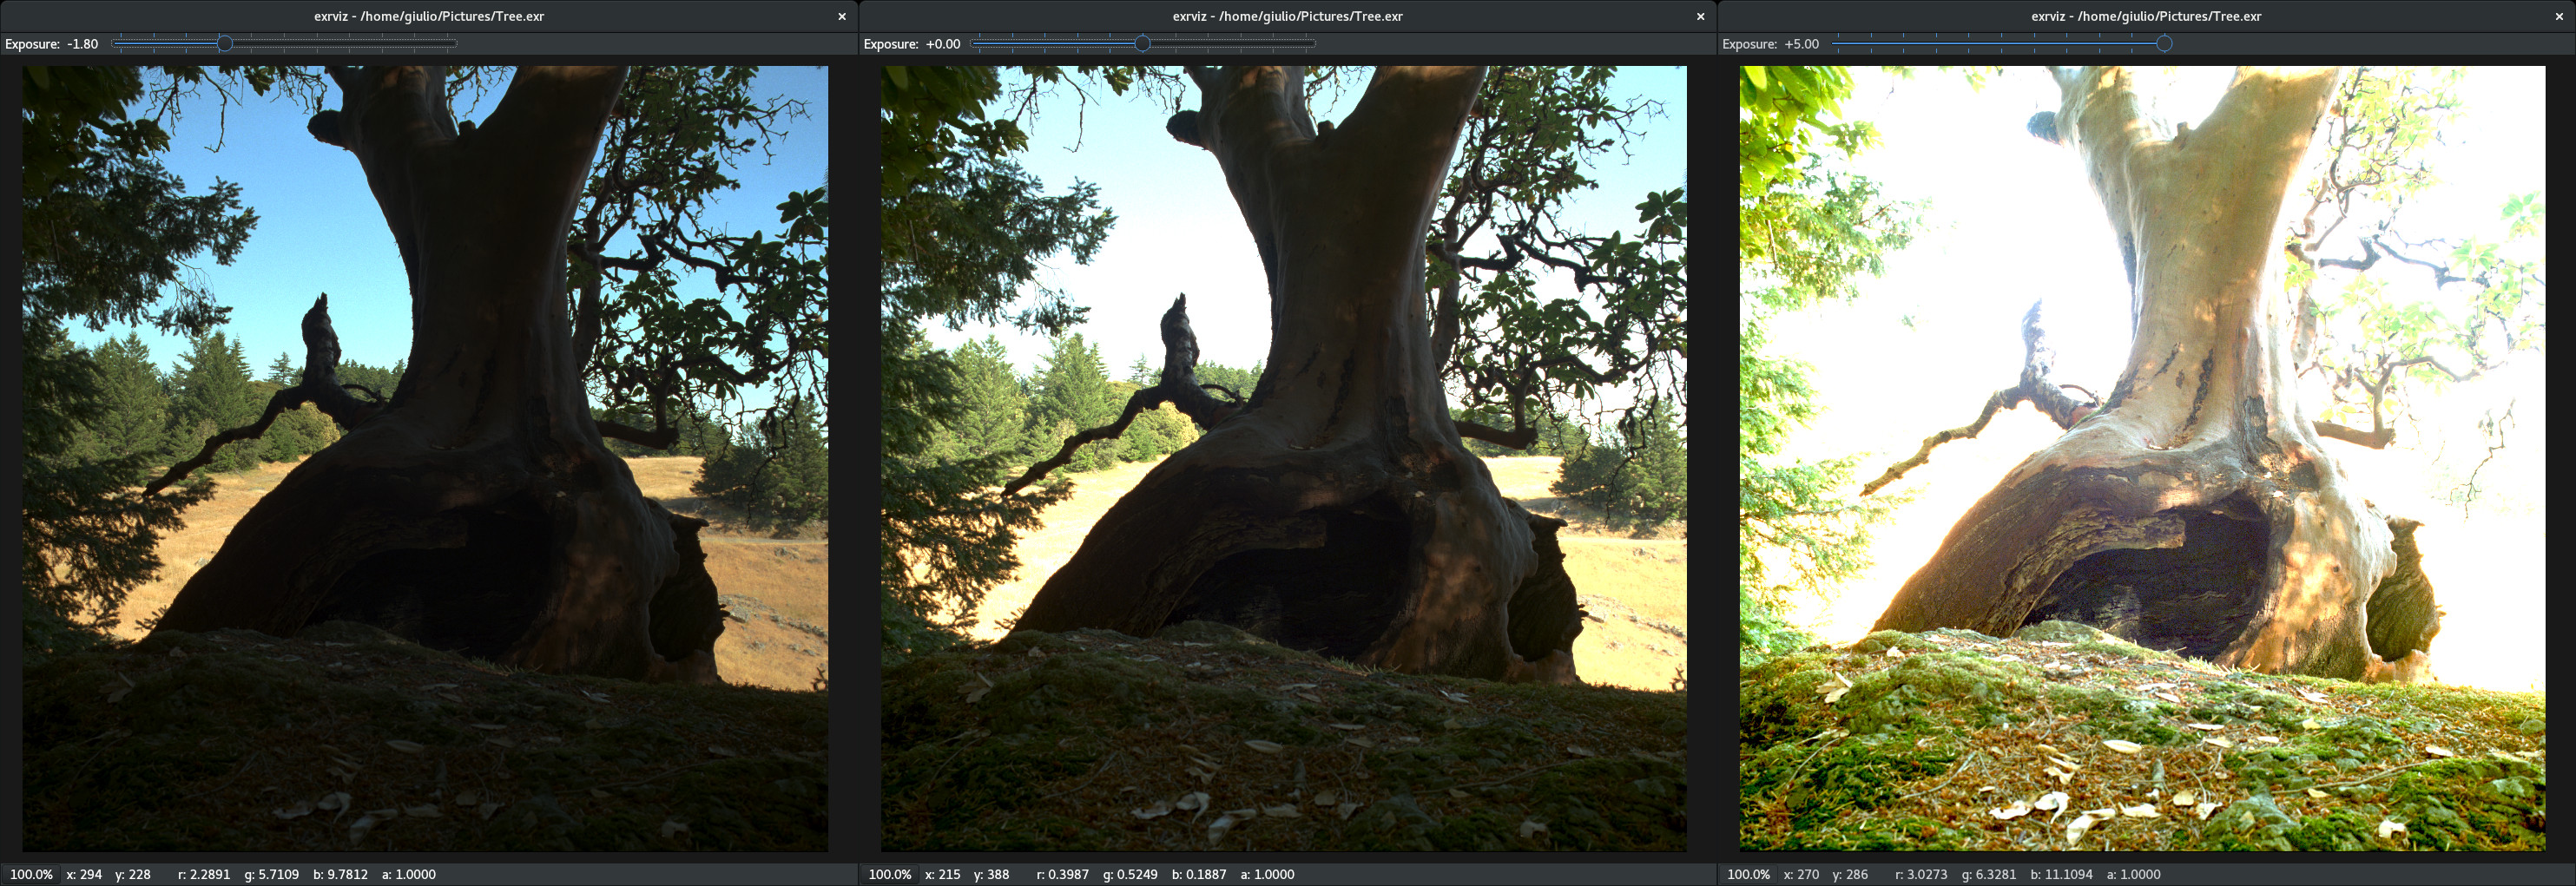 exrviz - /home/giulio/Pictures/Tree.exr ×
Exposure: -1.80
100.0% x: 294 y: 228 r: 2.2891 g: 5.7109 b: 9.7812 a: 1.0000
exrviz - /home/giulio/Pictures/Tree.exr ×
Exposure: +0.00
100.0% x: 215 y: 388 r: 0.3987 g: 0.5249 b: 0.1887 a: 1.0000
exrviz - /home/giulio/Pictures/Tree.exr ×
Exposure: +5.00
100.0% x: 270 y: 286 r: 3.0273 g: 6.3281 b: 11.1094 a: 1.0000